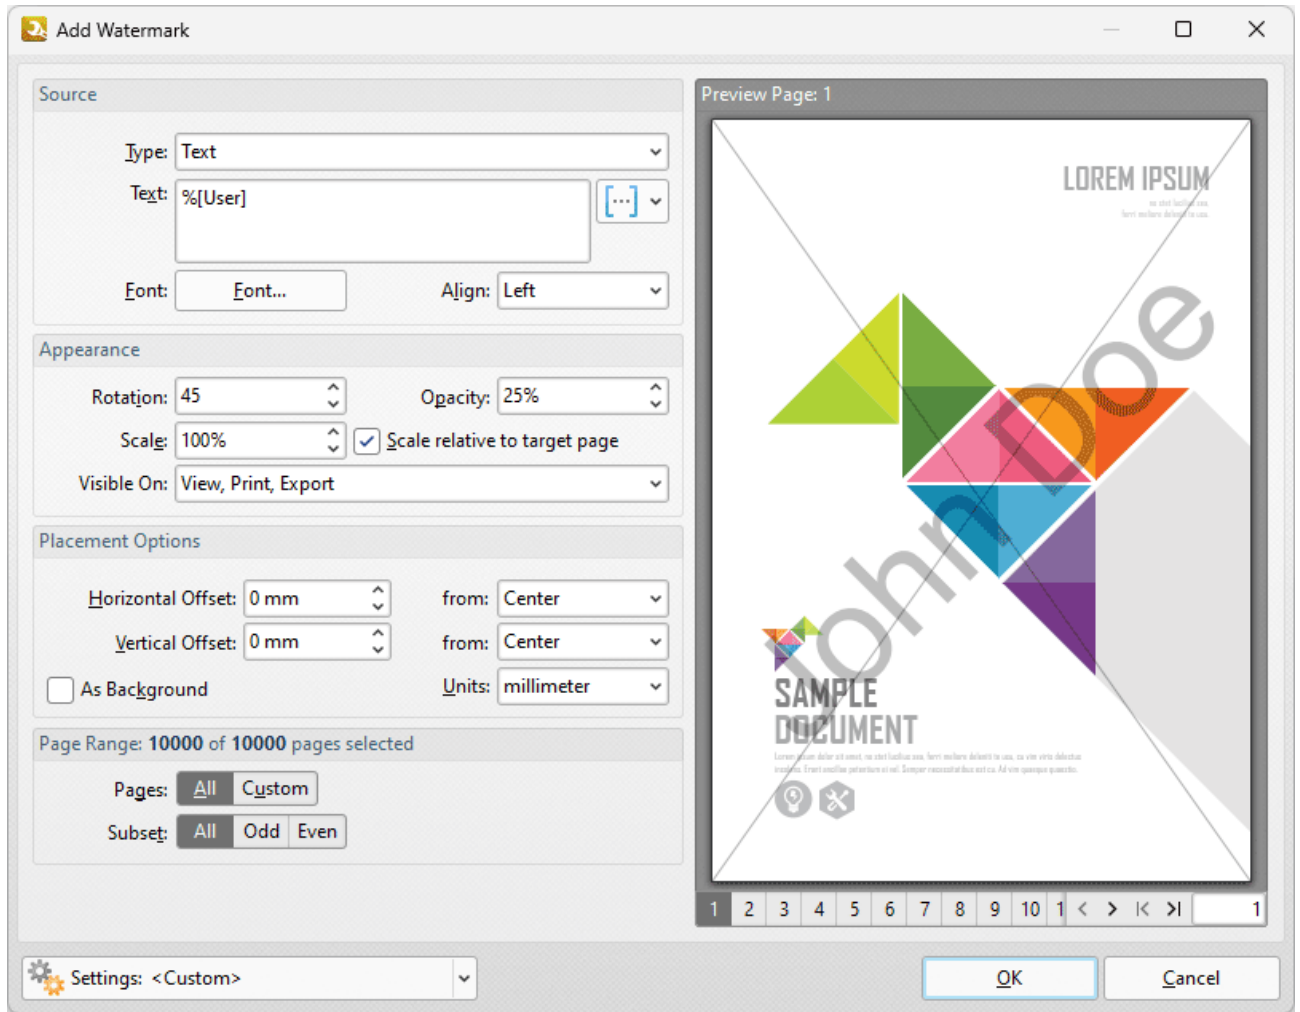 Add Watermark
Source
Type: Text
Text: %[User]
Font: Font... Align: Left
Appearance
Rotation: 45 Opacity: 25%
Scale: 100% Scale relative to target page
Visible On: View, Print, Export
Placement Options
Horizontal Offset: 0 mm from: Center
Vertical Offset: 0 mm from: Center
As Background Units: millimeter
Page Range: 10000 of 10000 pages selected
Pages: All Custom
Subset: All Odd Even
Settings: <Custom>
Preview Page: 1
LOREM IPSUM
John Doe
SAMPLE
DOCUMENT
1 2 3 4 5 6 7 8 9 10 1 1
OK Cancel